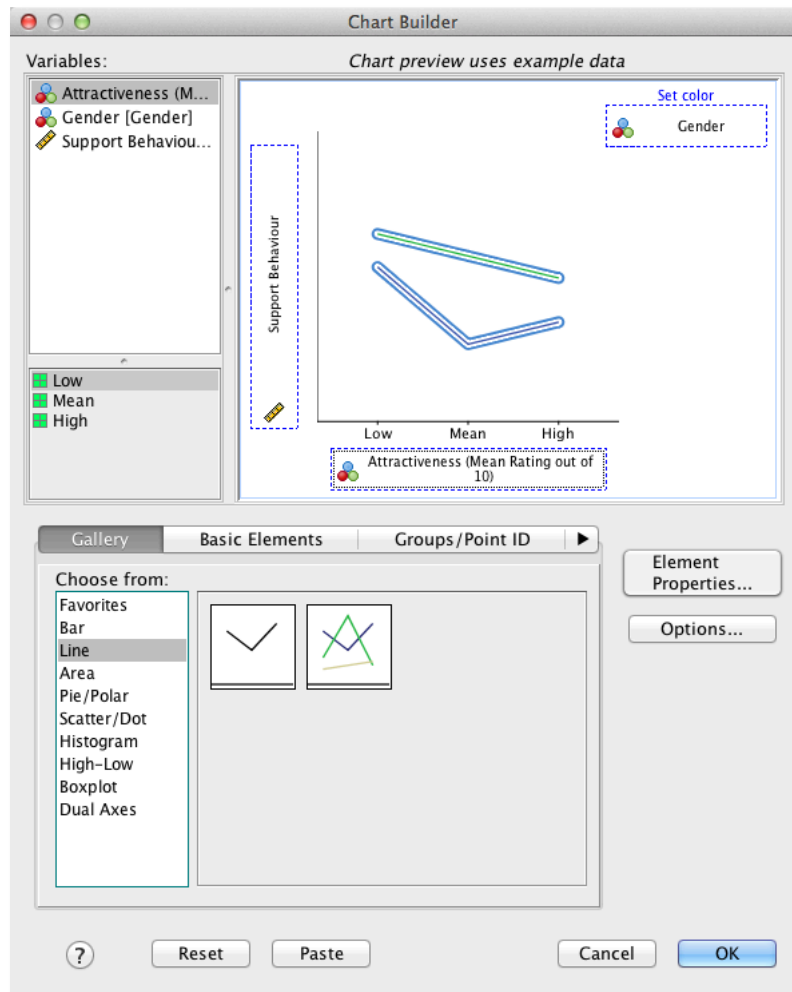 Chart Builder
Variables:
Chart preview uses example data
Attractiveness (M...
Gender [Gender]
Support Behaviou...
Low
Mean
High
Set color
Gender
Support Behaviour
Low Mean High
Attractiveness (Mean Rating out of
10)
Gallery Basic Elements Groups/Point ID
Choose from:
Favorites
Bar
Line
Area
Pie/Polar
Scatter/Dot
Histogram
High-Low
Boxplot
Dual Axes
Element
Properties...
Options...
? Reset Paste Cancel OK